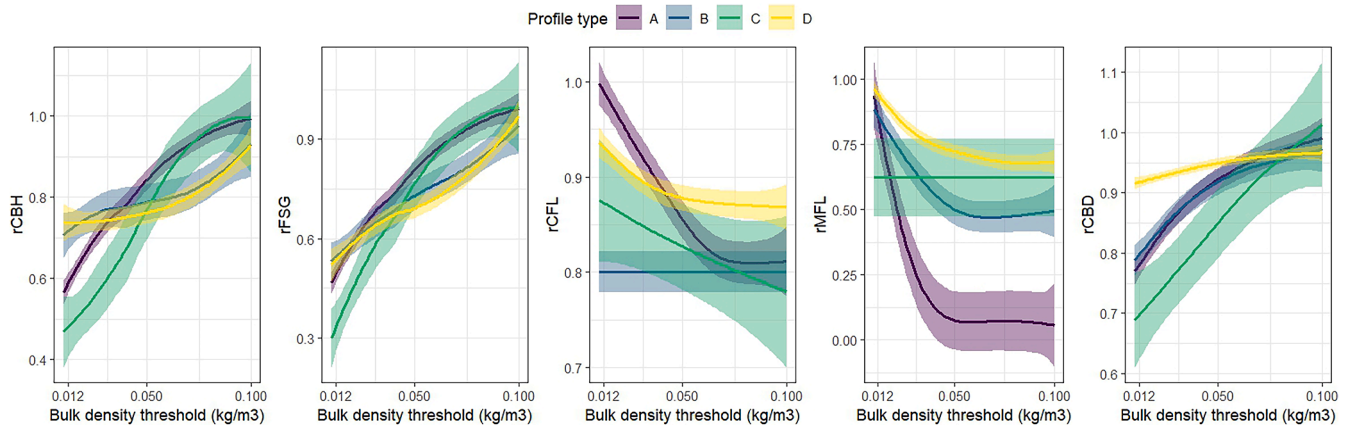 Profile type A B C D
rCBH
1.0
0.8
0.6
0.4
0.012 0.050 0.100
Bulk density threshold (kg/m3)
rFSG
0.9
0.6
0.3
0.012 0.050 0.100
Bulk density threshold (kg/m3)
rCFL
1.0
0.9
0.8
0.7
0.012 0.050 0.100
Bulk density threshold (kg/m3)
rMFL
1.00
0.75
0.50
0.25
0.00
0.012 0.050 0.100
Bulk density threshold (kg/m3)
rCBD
1.1
1.0
0.9
0.8
0.7
0.6
0.012 0.050 0.100
Bulk density threshold (kg/m3)